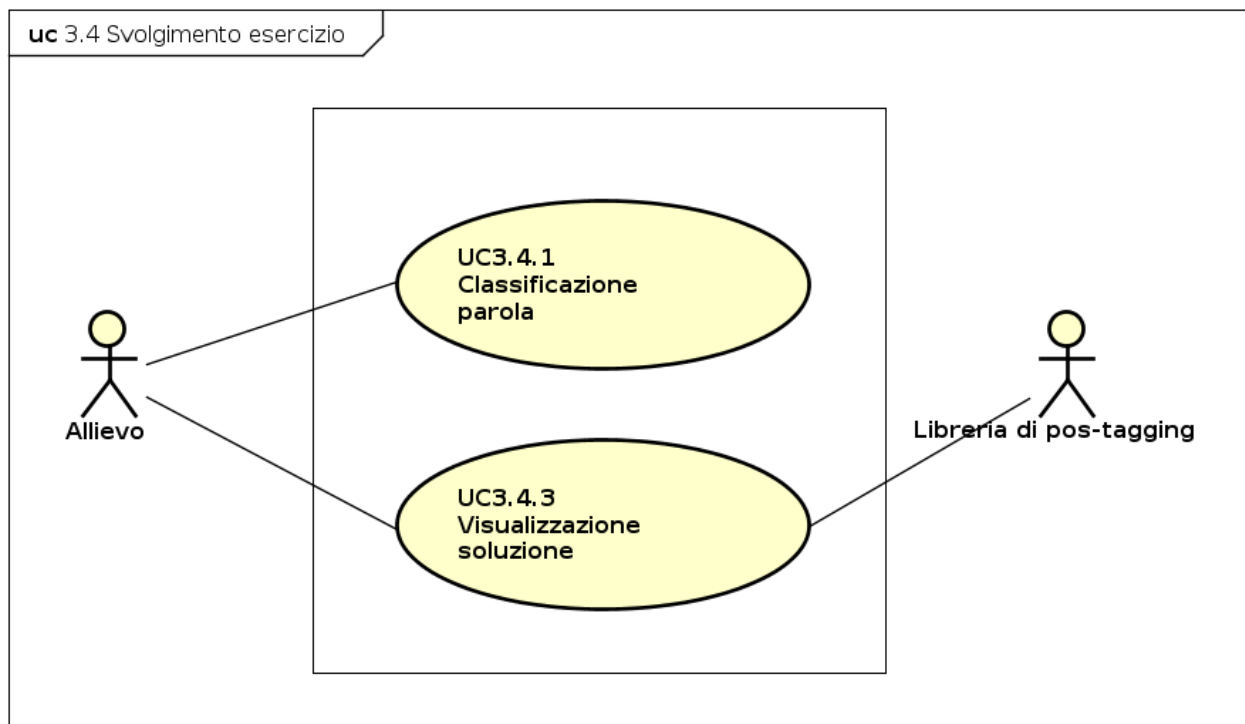 uc 3.4 Svolgimento esercizio
UC3.4.1
Classificazione
parola
Allievo
Libreria di pos-tagging
UC3.4.3
Visualizzazione
soluzione